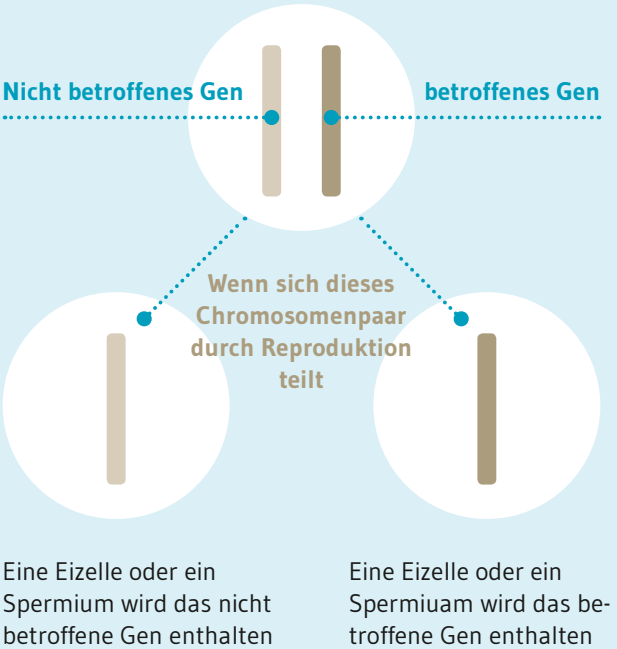 Nicht betroffenes Gen
betroffenes Gen
Wenn sich dieses
Chromosomenpaar
durch Reproduktion
teilt
Eine Eizelle oder ein
Spermium wird das nicht
betroffene Gen enthalten
Eine Eizelle oder ein
Spermiuam wird das be-
troffene Gen enthalten